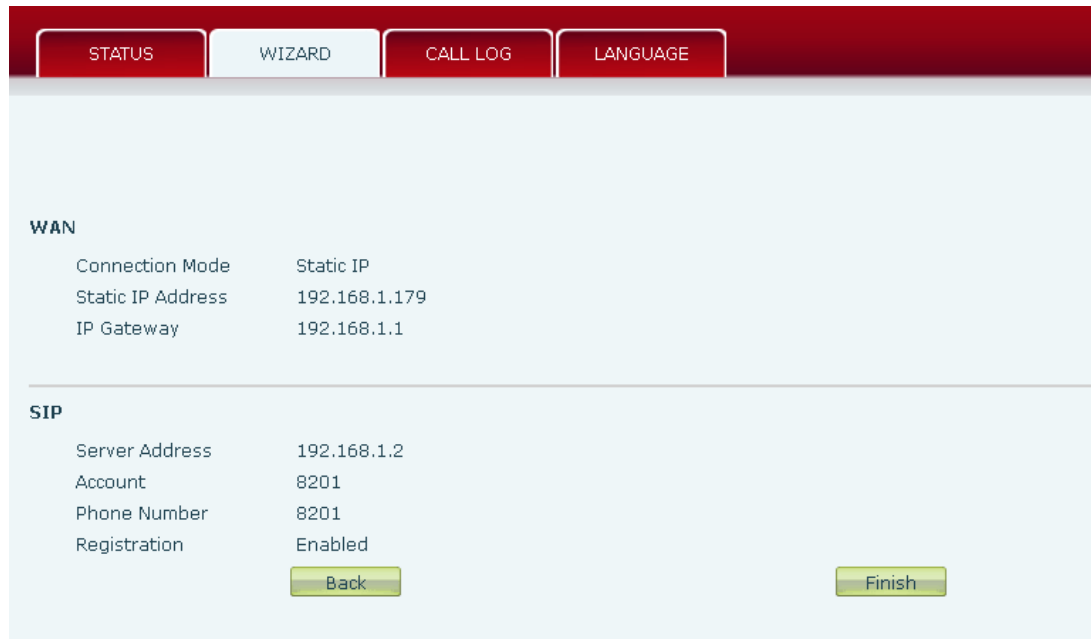 STATUS WIZARD CALL LOG LANGUAGE
WAN
Connection Mode Static IP
Static IP Address 192.168.1.179
IP Gateway 192.168.1.1
SIP
Server Address 192.168.1.2
Account 8201
Phone Number 8201
Registration Enabled
Back Finish